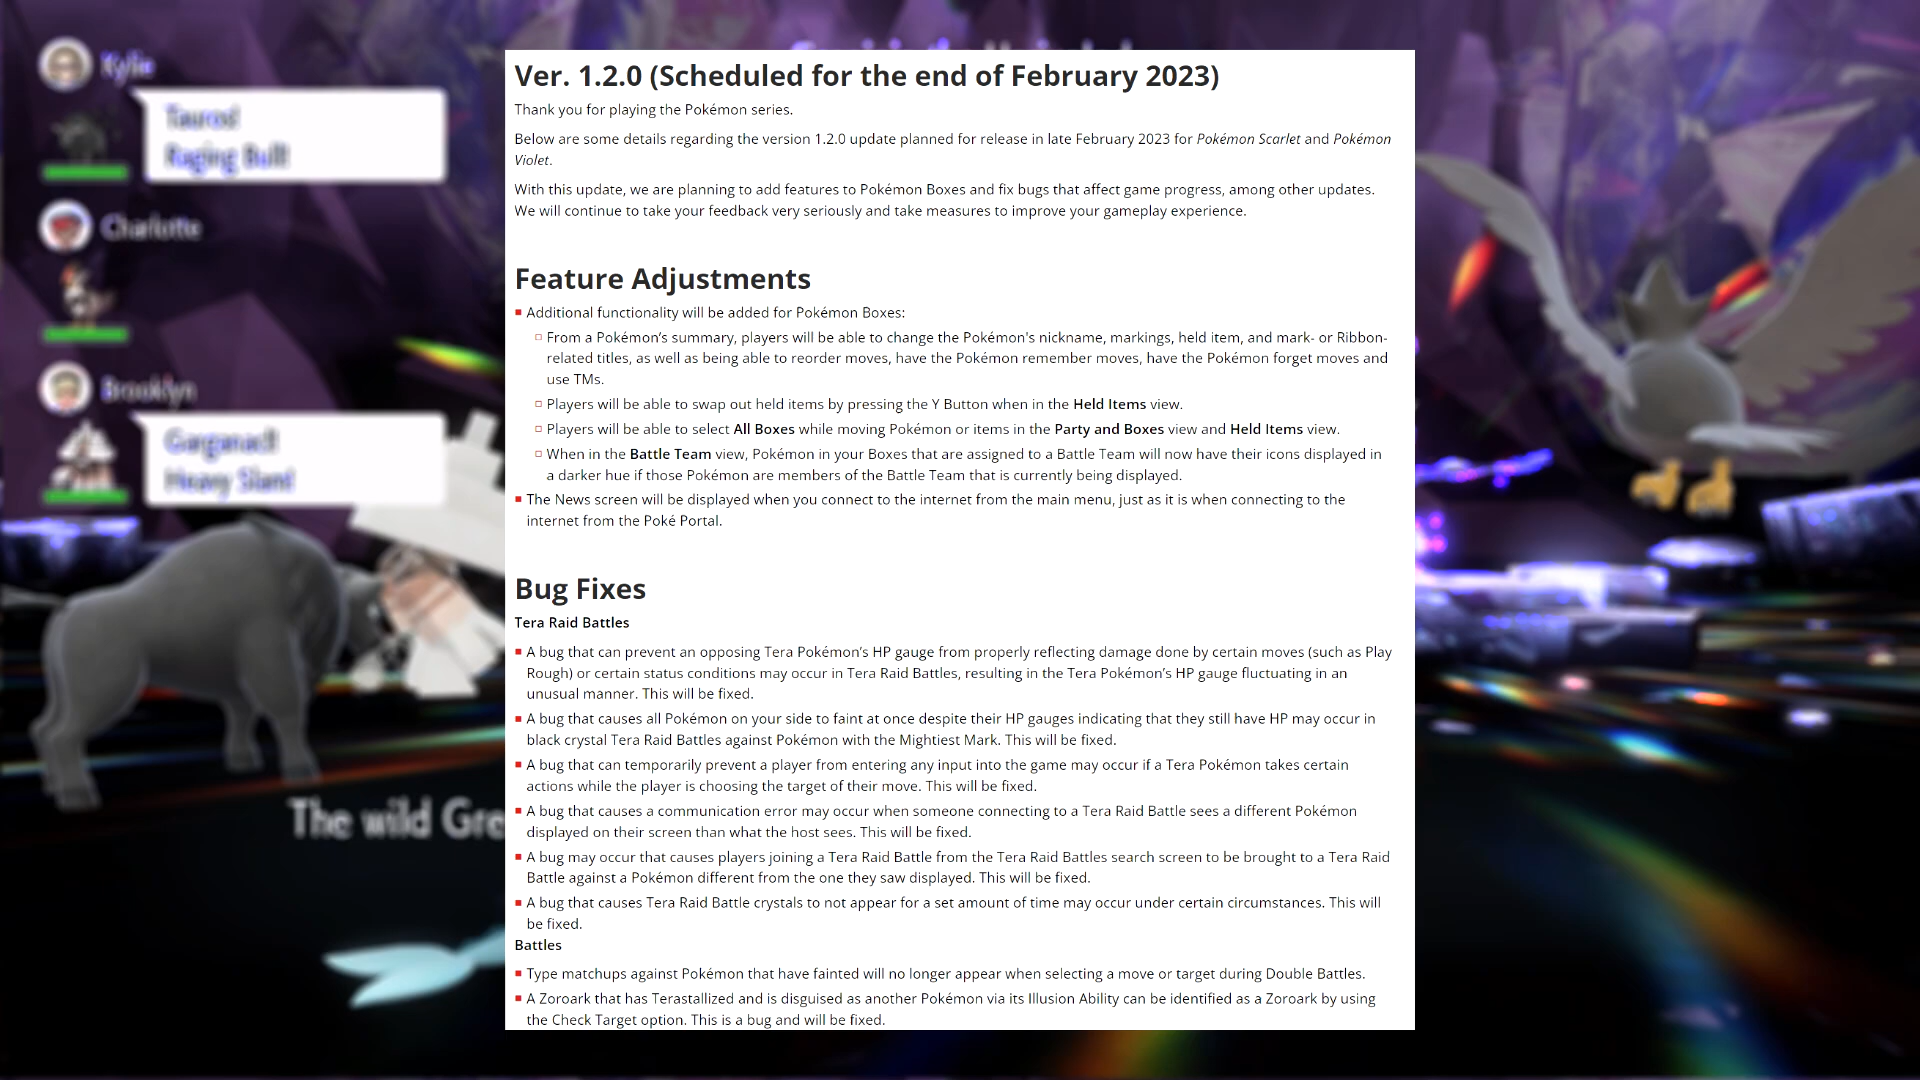 Kylie
Tauros!
Raging Bull!
Charlotte
Brooklyn
Garganacl!
Heavy Slam!
The wild Gre
Ver. 1.2.0 (Scheduled for the end of February 2023)
Thank you for playing the Pokémon series.
Below are some details regarding the version 1.2.0 update planned for release in late February 2023 for Pokémon Scarlet and Pokémon
Violet.
With this update, we are planning to add features to Pokémon Boxes and fix bugs that affect game progress, among other updates.
We will continue to take your feedback very seriously and take measures to improve your gameplay experience.
Feature Adjustments
Additional functionality will be added for Pokémon Boxes:
From a Pokémon’s summary, players will be able to change the Pokémon's nickname, markings, held item, and mark- or Ribbon-
related titles, as well as being able to reorder moves, have the Pokémon remember moves, have the Pokémon forget moves and
use TMs.
Players will be able to swap out held items by pressing the Y Button when in the Held Items view.
Players will be able to select All Boxes while moving Pokémon or items in the Party and Boxes view and Held Items view.
When in the Battle Team view, Pokémon in your Boxes that are assigned to a Battle Team will now have their icons displayed in
a darker hue if those Pokémon are members of the Battle Team that is currently being displayed.
The News screen will be displayed when you connect to the internet from the main menu, just as it is when connecting to the
internet from the Poké Portal.
Bug Fixes
Tera Raid Battles
A bug that can prevent an opposing Tera Pokémon’s HP gauge from properly reflecting damage done by certain moves (such as Play
Rough) or certain status conditions may occur in Tera Raid Battles, resulting in the Tera Pokémon’s HP gauge fluctuating in an
unusual manner. This will be fixed.
A bug that causes all Pokémon on your side to faint at once despite their HP gauges indicating that they still have HP may occur in
black crystal Tera Raid Battles against Pokémon with the Mightiest Mark. This will be fixed.
A bug that can temporarily prevent a player from entering any input into the game may occur if a Tera Pokémon takes certain
actions while the player is choosing the target of their move. This will be fixed.
A bug that causes a communication error may occur when someone connecting to a Tera Raid Battle sees a different Pokémon
displayed on their screen than what the host sees. This will be fixed.
A bug may occur that causes players joining a Tera Raid Battle from the Tera Raid Battles search screen to be brought to a Tera Raid
Battle against a Pokémon different from the one they saw displayed. This will be fixed.
A bug that causes Tera Raid Battle crystals to not appear for a set amount of time may occur under certain circumstances. This will
be fixed.
Battles
Type matchups against Pokémon that have fainted will no longer appear when selecting a move or target during Double Battles.
A Zoroark that has Terastallized and is disguised as another Pokémon via its Illusion Ability can be identified as a Zoroark by using
the Check Target option. This is a bug and will be fixed.